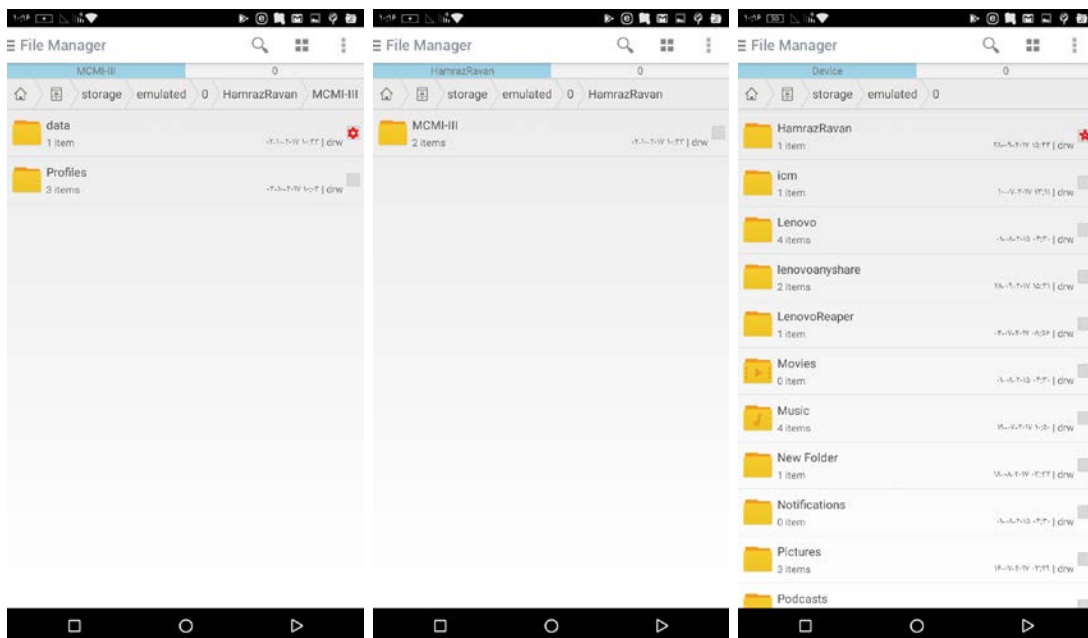 File Manager
MCMI-III
0
storage emulated 0 HamrazRavan MCMI-III
data
1 item
| drw
Profiles
3 items
| drw
File Manager
HamrazRavan
0
storage emulated 0 HamrazRavan
MCMI-III
2 items
| drw
File Manager
Device
0
storage emulated 0
HamrazRavan
1 item
| drw
icm
1 item
| drw
Lenovo
4 items
| drw
lenovoanyshare
2 items
| drw
LenovoReaper
1 item
| drw
Movies
0 item
| drw
Music
4 items
| drw
New Folder
1 item
| drw
Notifications
0 item
| drw
Pictures
3 items
| drw
Podcasts